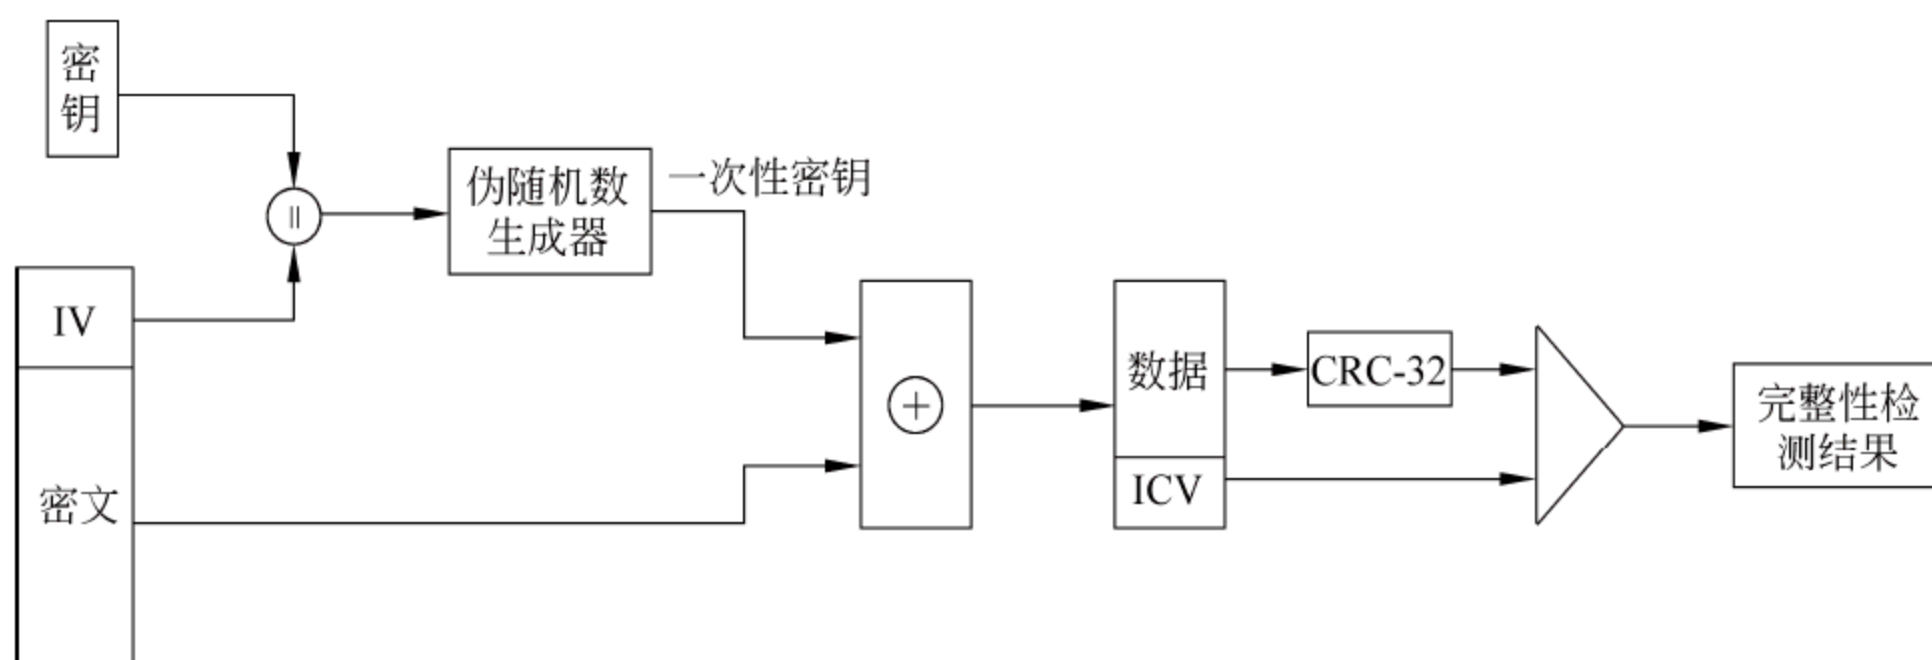 密
钥
伪随机数
生成器
一次性密钥
IV
密文
数据
ICV
CRC-32
完整性检
测结果